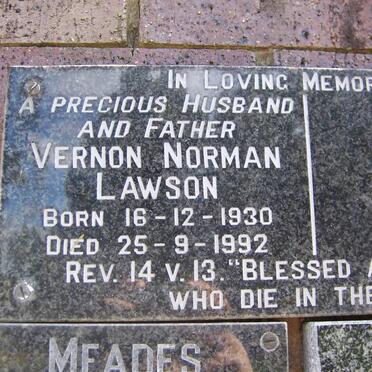 IN LOVING MEMOR
A PRECIOUS HUSBAND
AND FATHER
VERNON NORMAN
LAWSON
BORN 16-12-1930
DIED 25-9-1992
REV. 14 V. 13. "BLESSED A
WHO DIE IN THE
MEADES